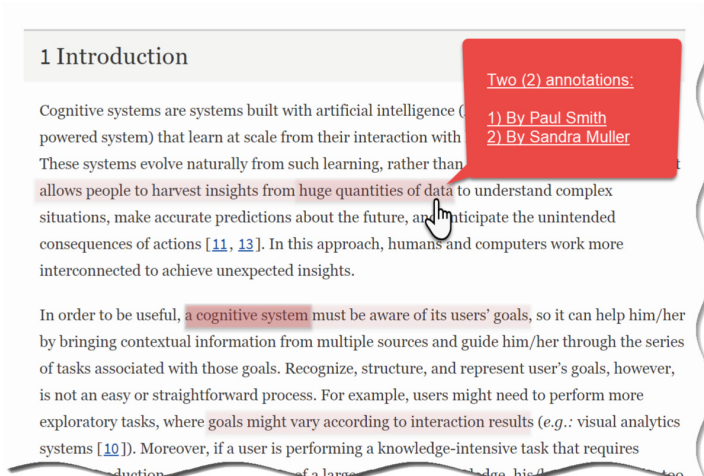 1 Introduction
Two (2) annotations:
1) By Paul Smith
2) By Sandra Muller
Cognitive systems are systems built with artificial intelligence (
powered system) that learn at scale from their interaction with
These systems evolve naturally from such learning, rather than
allows people to harvest insights from huge quantities of data to understand complex
situations, make accurate predictions about the future, and anticipate the unintended
consequences of actions [11, 13]. In this approach, humans and computers work more
interconnected to achieve unexpected insights.
In order to be useful, a cognitive system must be aware of its users' goals, so it can help him/her
by bringing contextual information from multiple sources and guide him/her through the series
of tasks associated with those goals. Recognize, structure, and represent user's goals, however,
is not an easy or straightforward process. For example, users might need to perform more
exploratory tasks, where goals might vary according to interaction results (e.g.: visual analytics
systems [10]). Moreover, if a user is performing a knowledge-intensive task that requires